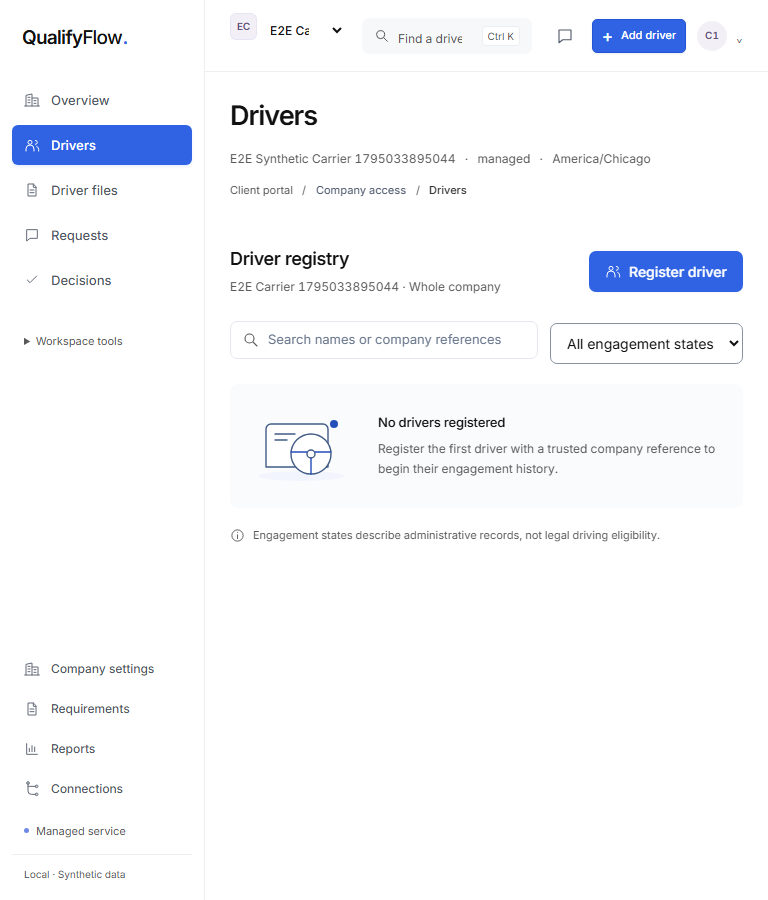 QualifyFlow.
Overview
Drivers
Driver files
Requests
Decisions
Workspace tools
Company settings
Requirements
Reports
Connections
Managed service
Local · Synthetic data
EC
E2E Ca
Find a drive
Ctrl K
+ Add driver
C1
Drivers
E2E Synthetic Carrier 1795033895044 · managed · America/Chicago
Client portal / Company access / Drivers
Driver registry
E2E Carrier 1795033895044 · Whole company
Register driver
Search names or company references
All engagement states
No drivers registered
Register the first driver with a trusted company reference to
begin their engagement history.
Engagement states describe administrative records, not legal driving eligibility.